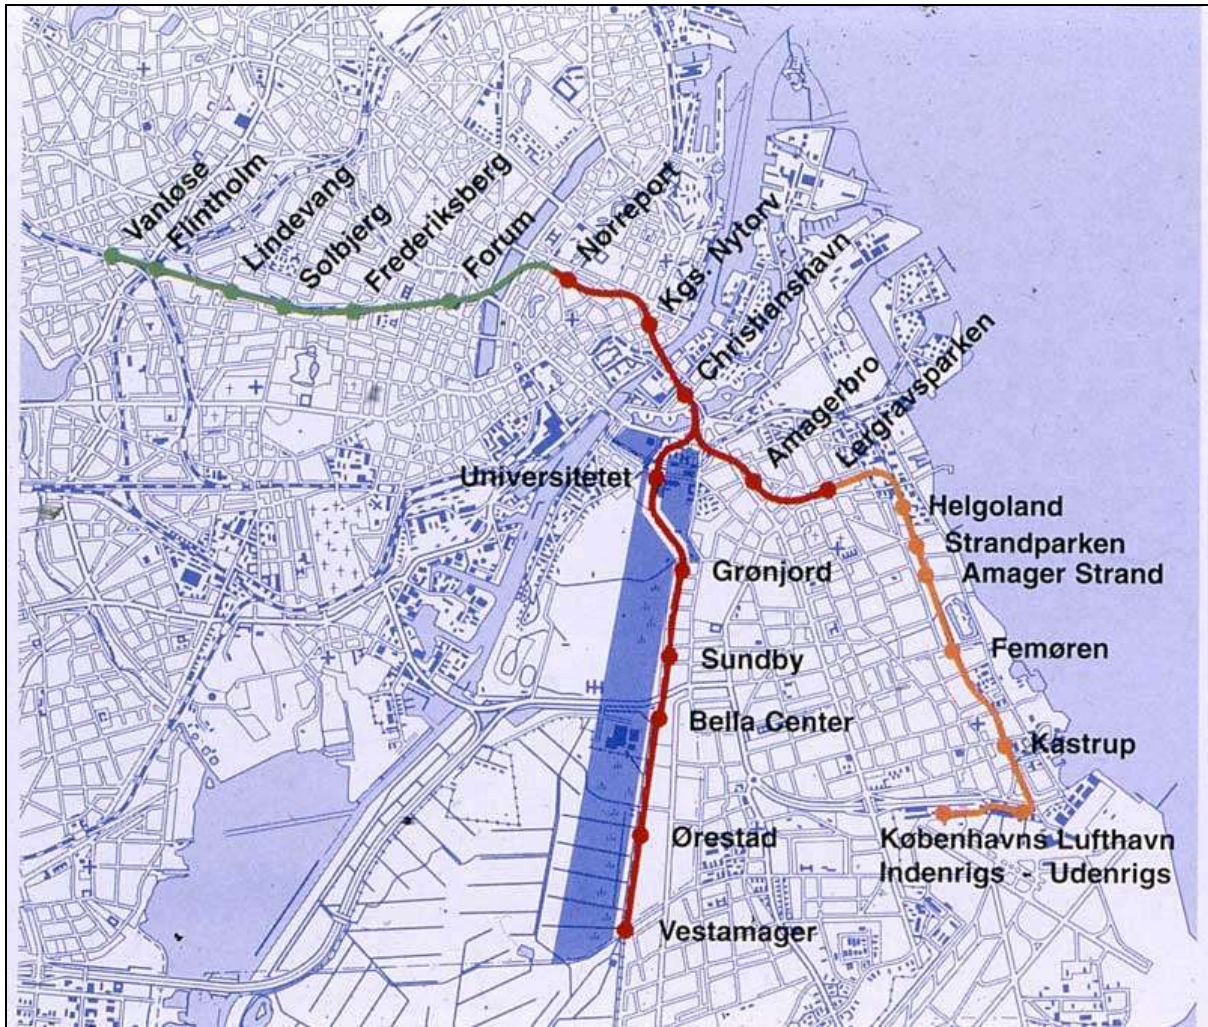 Vanløse
Flintholm
Lindevang
Solbjerg
Frederiksberg
Forum
Nørreport
Kgs. Nytorv
Christianshavn
Amagerbro
Lergravsparken
Universitetet
Helgoland
Strandparken
Grønjord
Amager Strand
Sundby
Femøren
Bella Center
Kastrup
Ørestad
Københavns Lufthavn
Indenrigs - Udenrigs
Vestamager